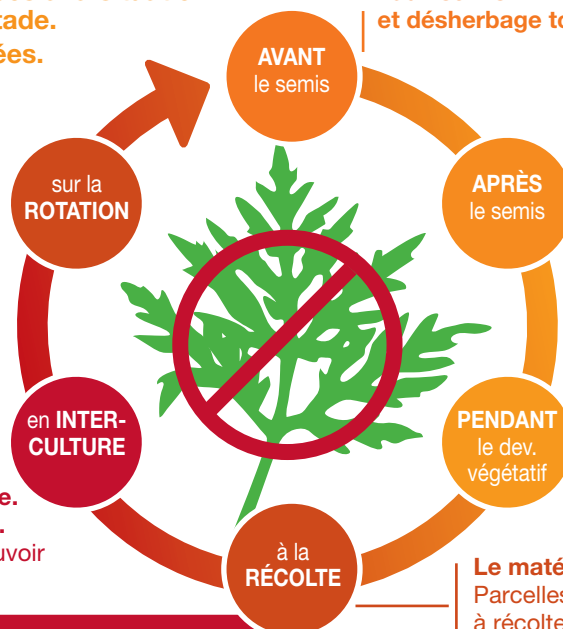 tade.
ées.
et désherbage to
AVANT
le semis
APRÈS
le semis
PENDANT
le dev.
végétatif
à la
RÉCOLTE
Le maté
Parcelles
à récolte
en INTER-
CULTURE
e.
uvoir
sur la
ROTATION